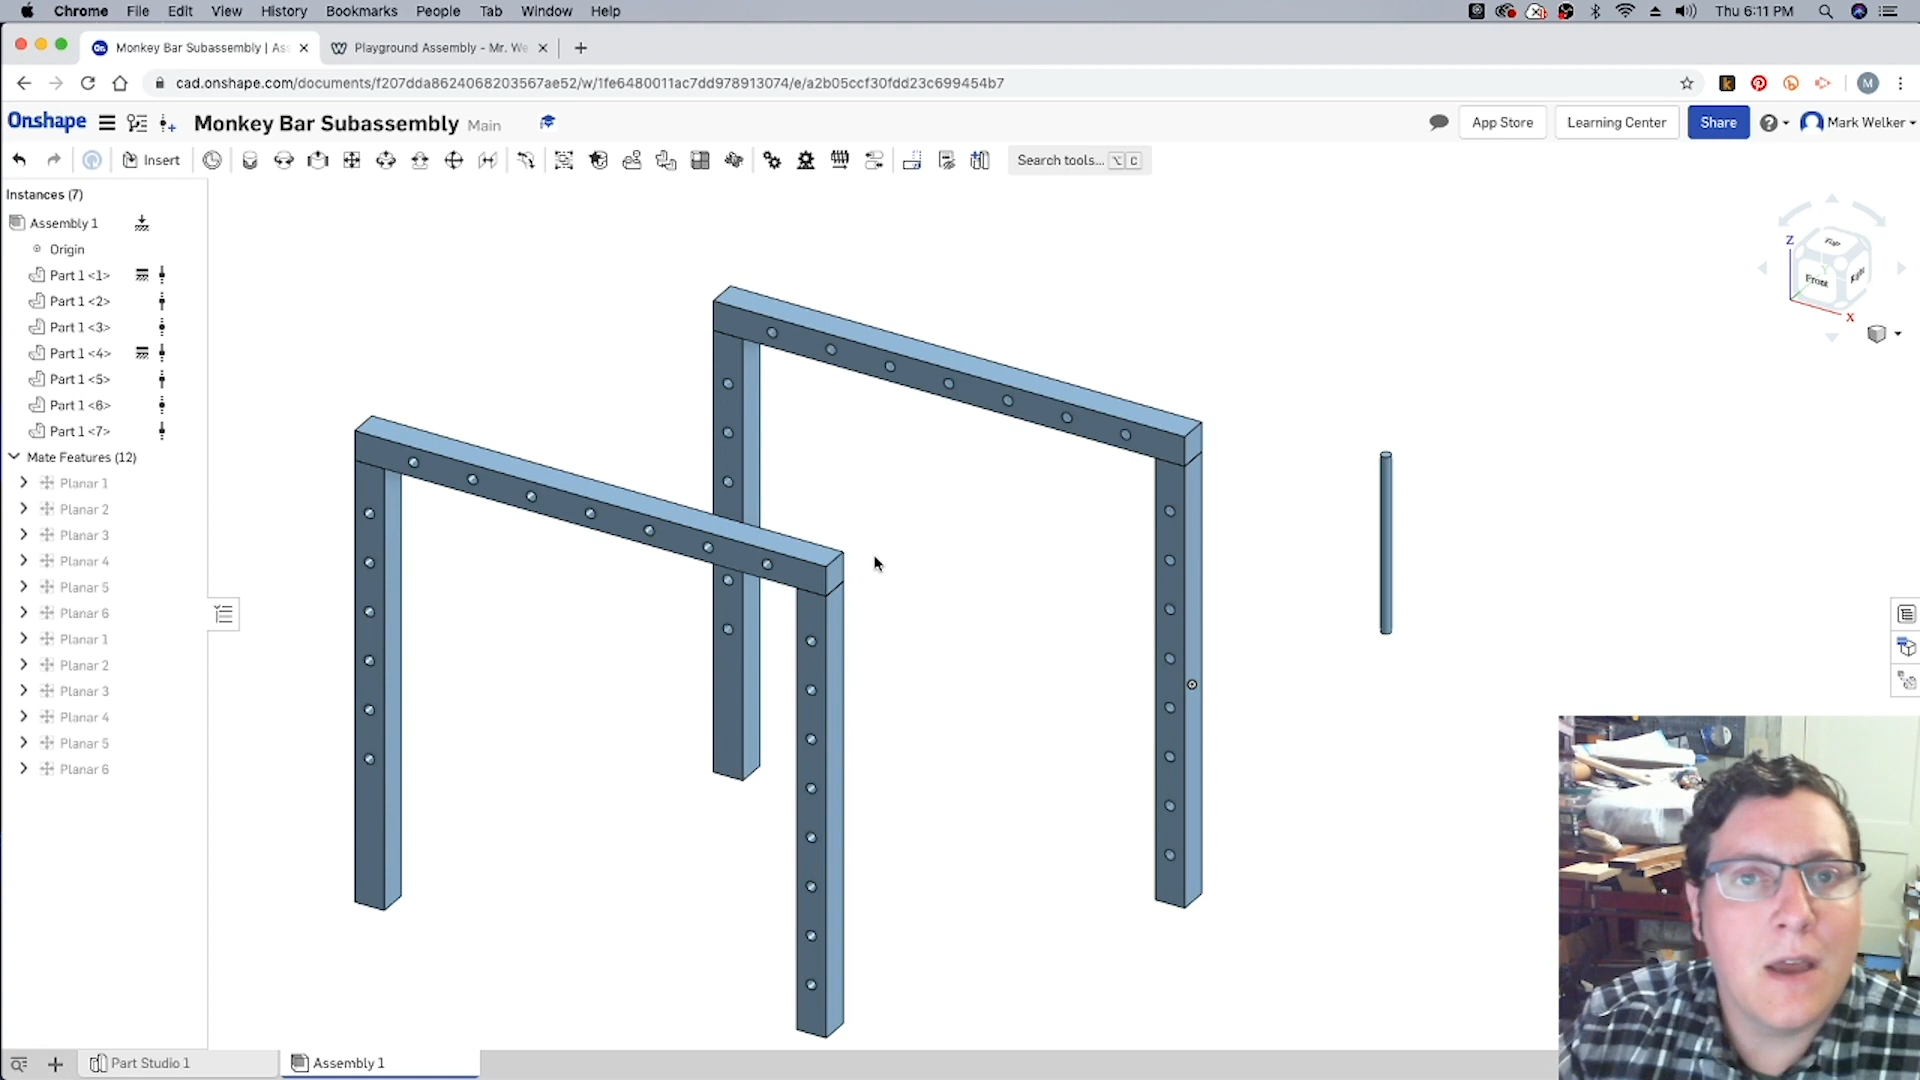 Chrome File Edit View History Bookmarks People Tab Window Help Thu 6:11 PM
On Monkey Bar Subassembly | As Playground Assembly - Mr. We
cad.onshape.com/documents/f207dda8624068203567ae52/w/1fe6480011ac7dd978913074/e/a2b05ccf30fdd23c699454b7 k M
Onshape Monkey Bar Subassembly Main App Store Learning Center Share Mark Welker
Insert Search tools... ⌥ C
Instances (7)
Assembly 1
Origin
Part 1 <1>
Part 1 <2>
Part 1 <3>
Part 1 <4>
Part 1 <5>
Part 1 <6>
Part 1 <7>
Mate Features (12)
Planar 1
Planar 2
Planar 3
Planar 4
Planar 5
Planar 6
Planar 1
Planar 2
Planar 3
Planar 4
Planar 5
Planar 6
Z
Top
Y
Front Right
X
Part Studio 1 Assembly 1